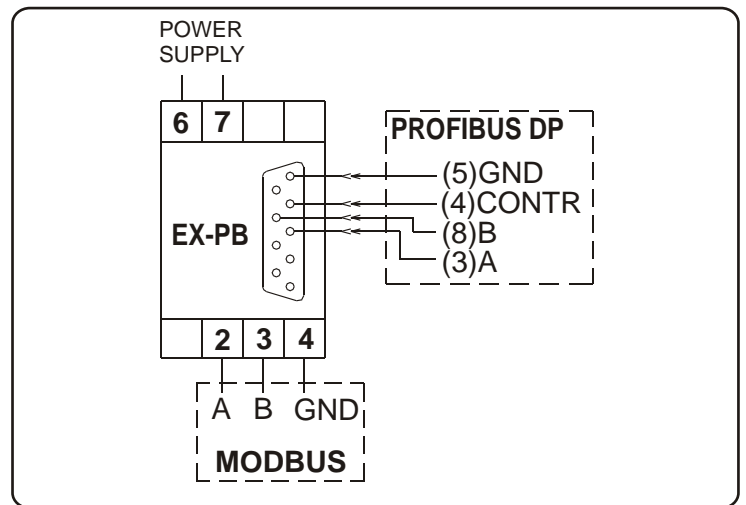 POWER
SUPPLY
6 7
PROFIBUS DP
(5)GND
(4)CONTR
(8)B
(3)A
EX-PB
2 3 4
A B GND
MODBUS